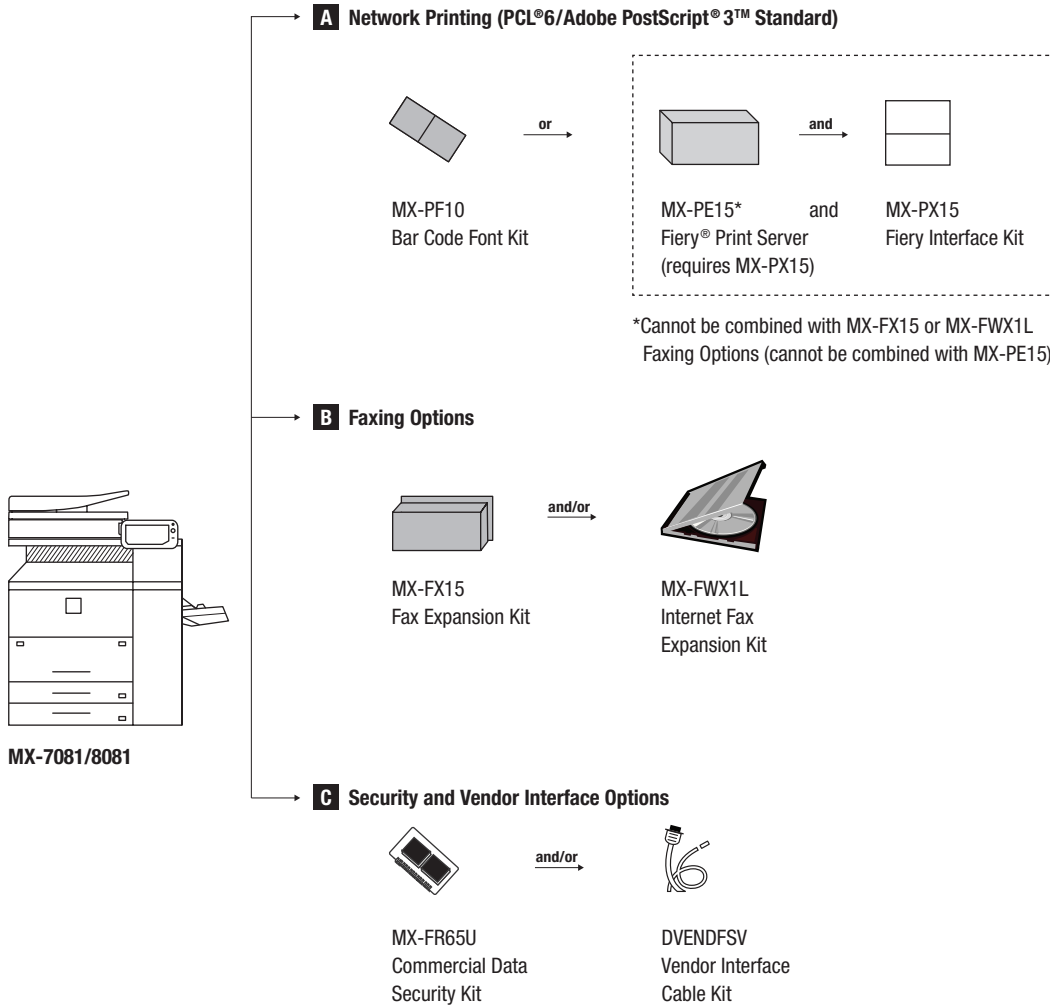 A Network Printing (PCL®6/Adobe PostScript® 3™ Standard)
or
and
MX-PF10
Bar Code Font Kit
MX-PE15* and
Fiery® Print Server
(requires MX-PX15)
MX-PX15
Fiery Interface Kit
*Cannot be combined with MX-FX15 or MX-FWX1L
Faxing Options (cannot be combined with MX-PE15)
B Faxing Options
and/or
MX-FX15
Fax Expansion Kit
MX-FWX1L
Internet Fax
Expansion Kit
MX-7081/8081
C Security and Vendor Interface Options
and/or
MX-FR65U
Commercial Data
Security Kit
DVENDFSV
Vendor Interface
Cable Kit